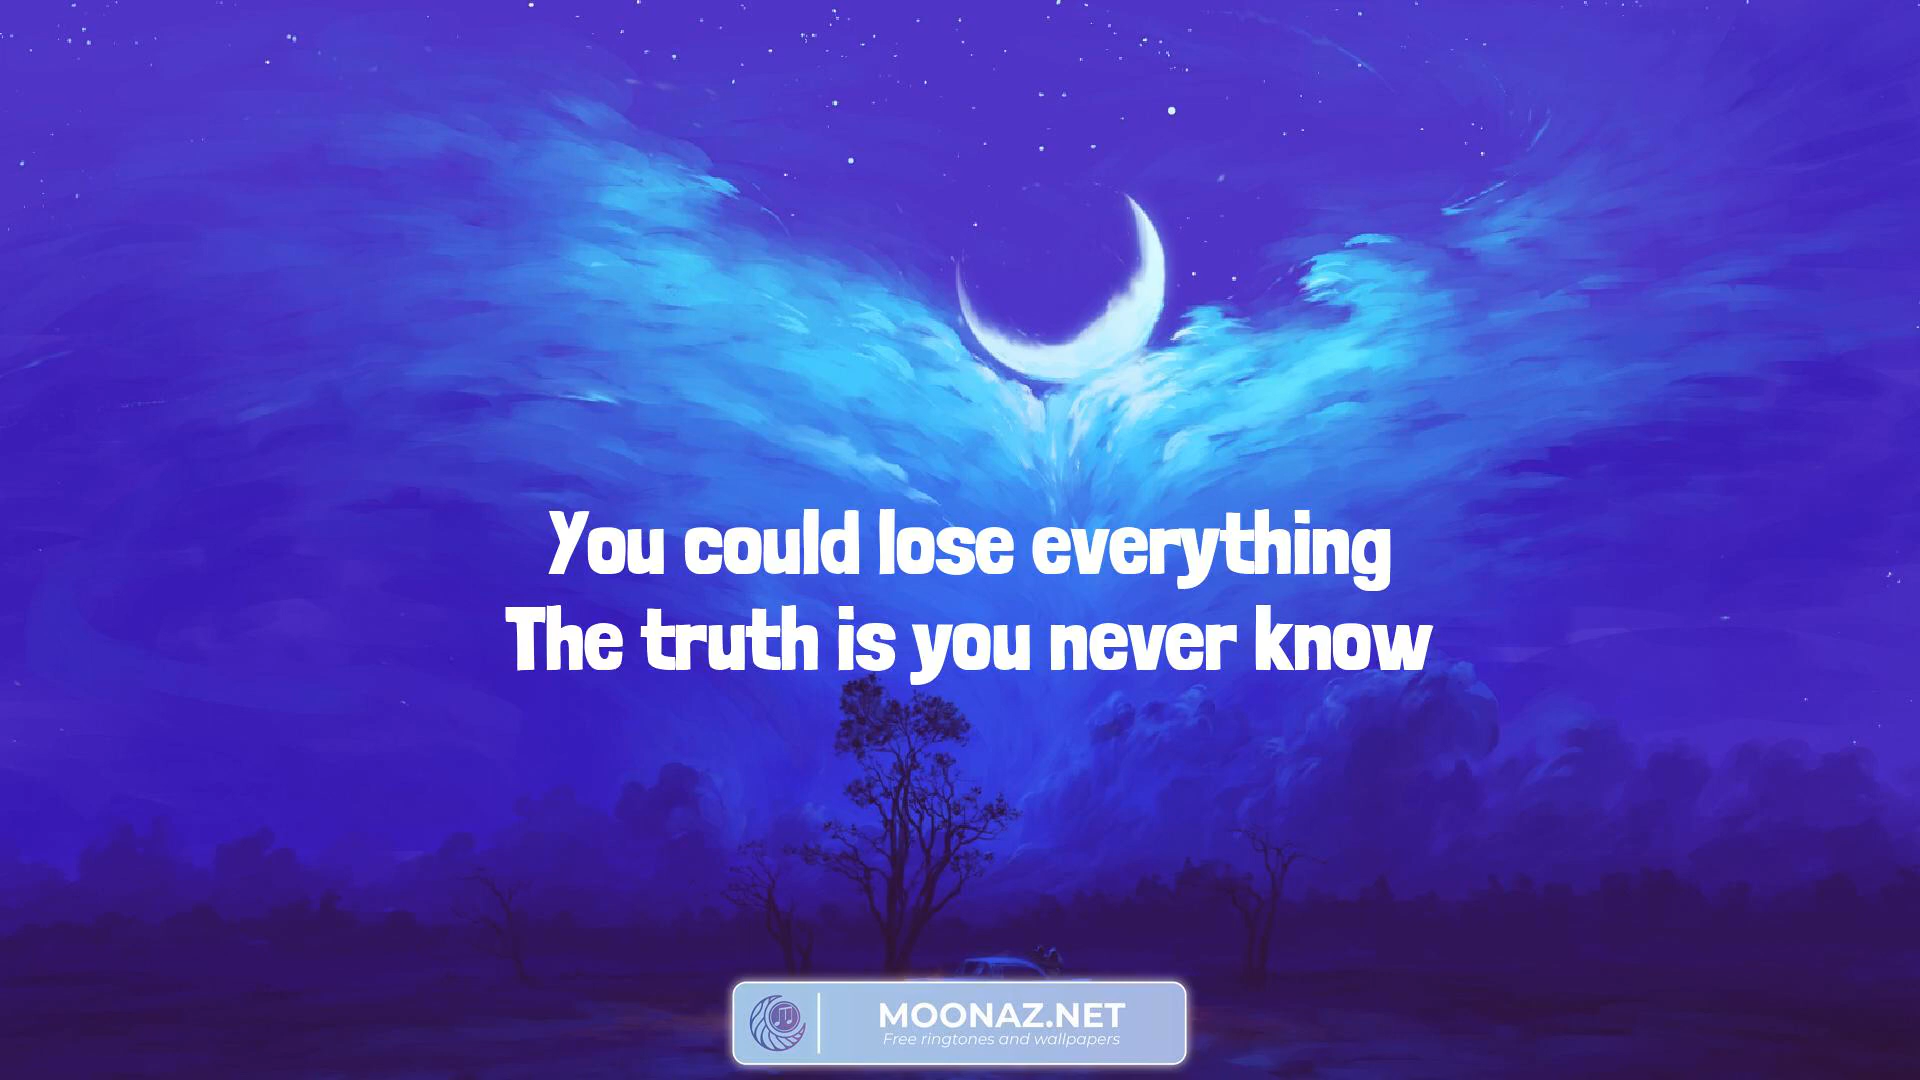 You could lose everything
The truth is you never know
MOONAZ.NET
Free ringtones and wallpapers